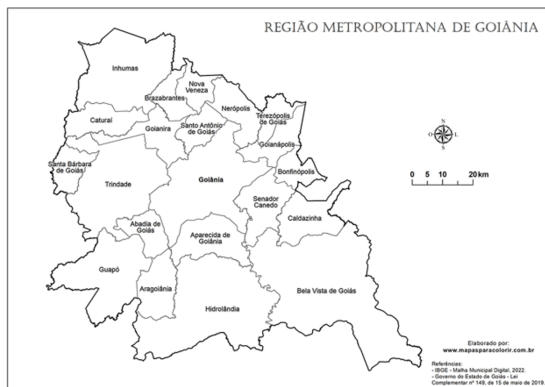 REGIÃO METROPOLITANA DE GOIÂNIA
Inhumas
Nova
Veneza
Brazabrantes
Nerópolis
Caturaí
Goianira
Santo Antônio
de Goiás
Terezópolis
de Goiás
Goianápolis
N
O
L
S
Santa Bárbara
de Goiás
Trindade
Goiânia
Bonfinópolis
0 5 10 20 km
Senador
Canedo
Caldazinha
Abadia de
Goiás
Aparecida de
Goiânia
Guapó
Aragoiânia
Hidrolândia
Bela Vista de Goiás
Elaborado por:
www.mapasparacolorir.com.br
Referências:
- IBGE - Malha Municipal Digital, 2022.
- Governo do Estado de Goiás - Lei
Complementar nº 149, de 15 de maio de 2019.